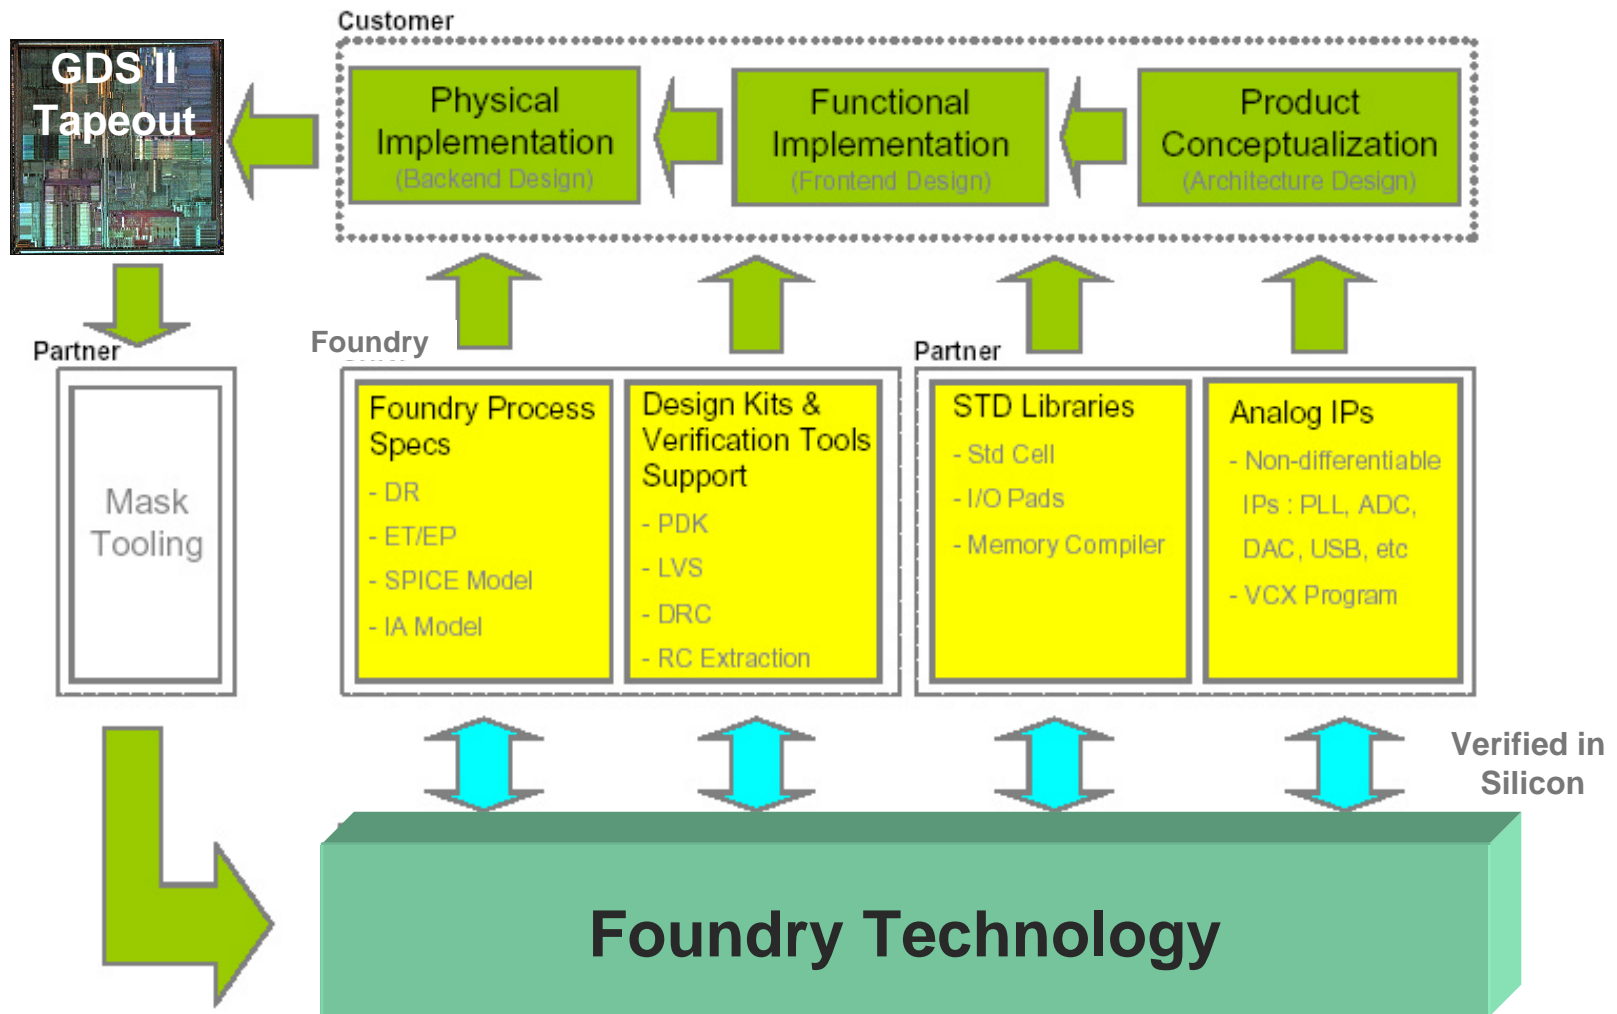 Customer
GDS II
Tapeout
Physical
Implementation
(Backend Design)
Functional
Implementation
(Frontend Design)
Product
Conceptualization
(Architecture Design)
Partner
Mask
Tooling
Foundry
Foundry Process
Specs
- DR
- ET/EP
- SPICE Model
- IA Model
Design Kits &
Verification Tools
Support
- PDK
- LVS
- DRC
- RC Extraction
Partner
STD Libraries
- Std Cell
- I/O Pads
- Memory Compiler
Analog IPs
- Non-differentiable
IPs : PLL, ADC,
DAC, USB, etc
- VCX Program
Verified in
Silicon
Foundry Technology